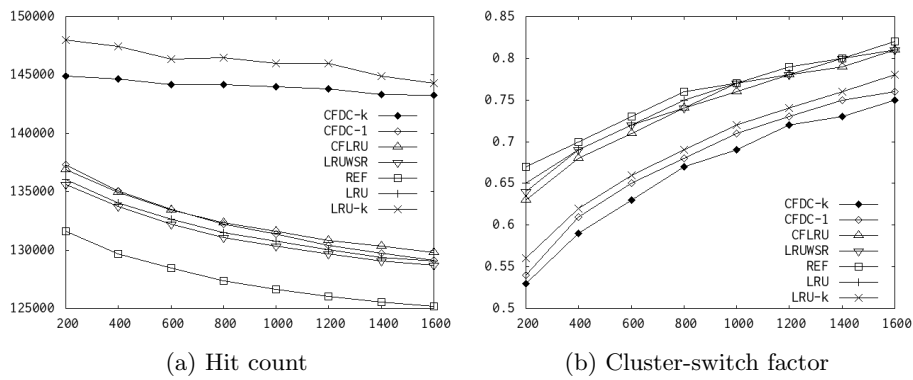 150000
145000
140000
135000
130000
125000
200 400 600 800 1000 1200 1400 1600
CFDC-k
CFDC-1
CFLRU
LRUWSR
REF
LRU
LRU-k
(a) Hit count
0.85
0.8
0.75
0.7
0.65
0.6
0.55
0.5
200 400 600 800 1000 1200 1400 1600
CFDC-k
CFDC-1
CFLRU
LRUWSR
REF
LRU
LRU-k
(b) Cluster-switch factor